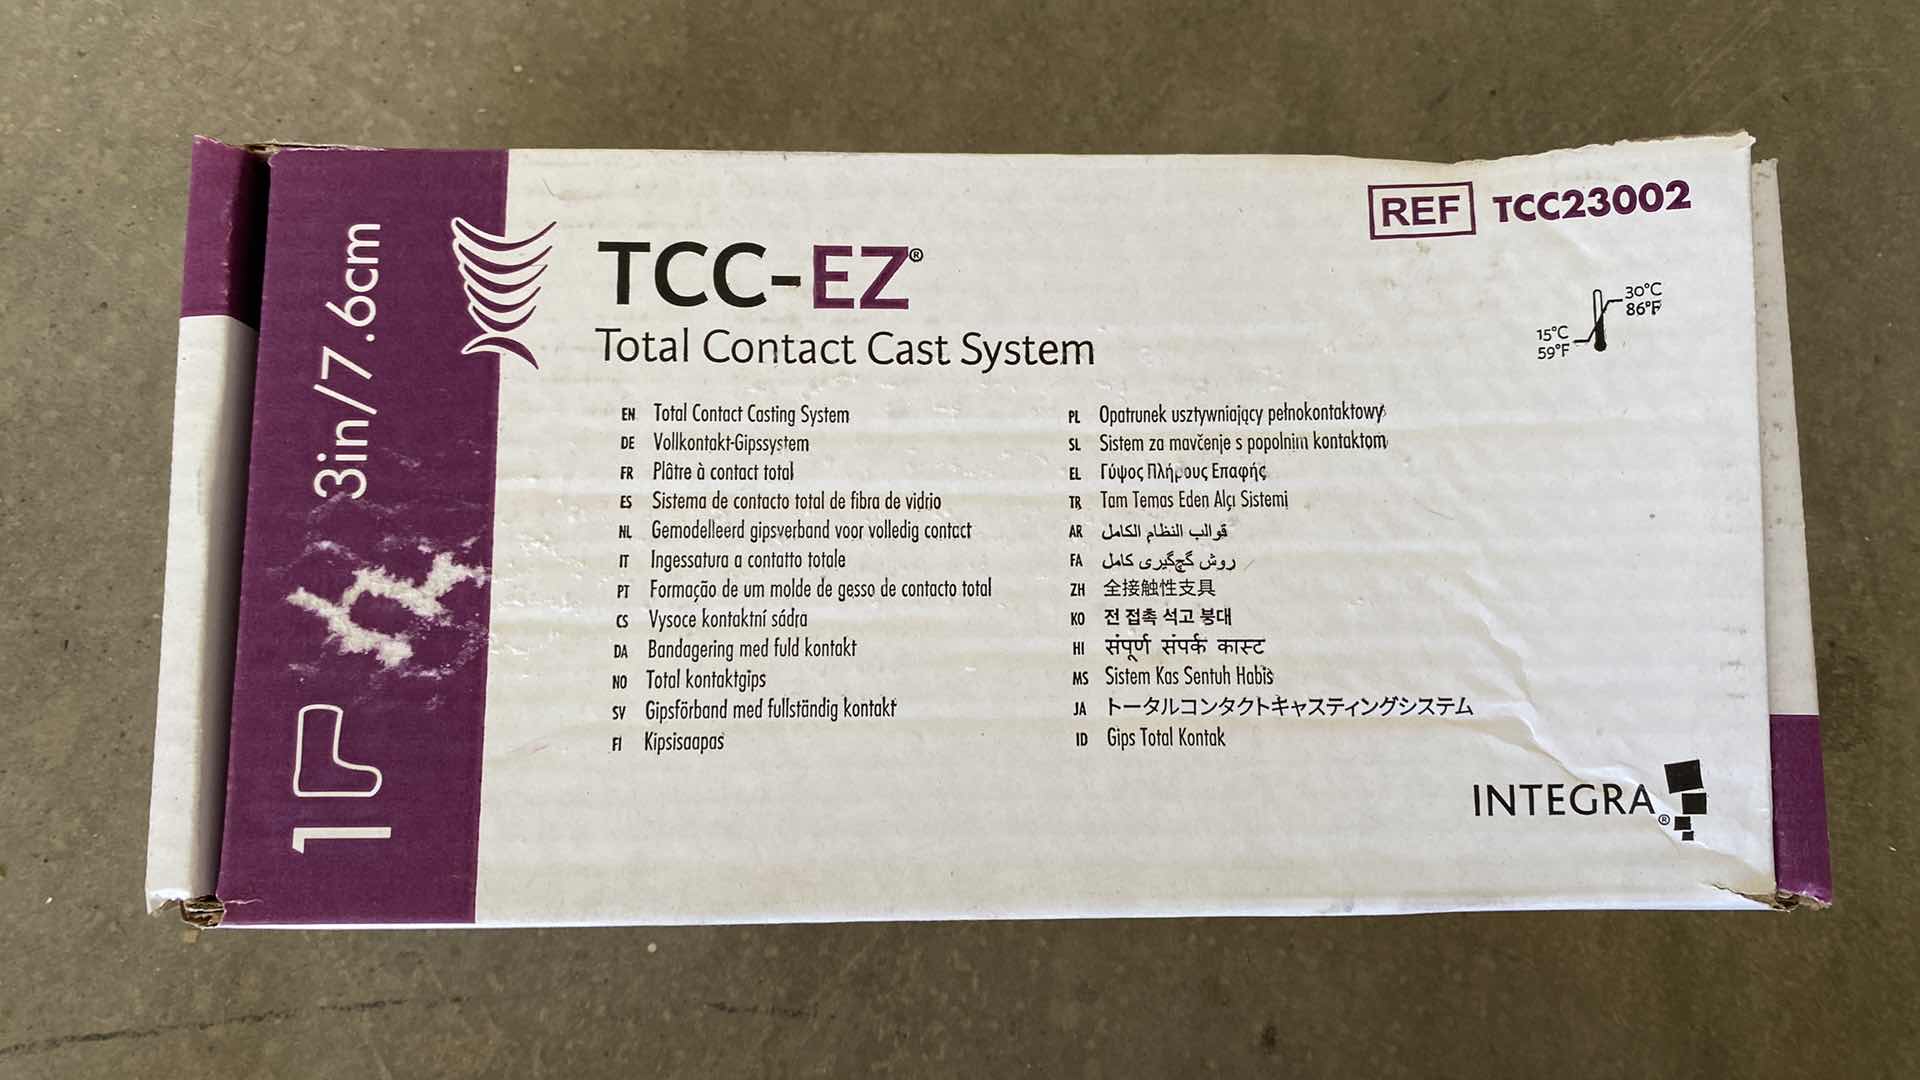 REF TCC23002
3in/7.6cm
1
TCC-EZ®
Total Contact Cast System
30°C
86°F
15°C
59°F
EN Total Contact Casting System
DE Vollkontakt-Gipssystem
FR Plâtre à contact total
ES Sistema de contacto total de fibra de vidrio
NL Gemodelleerd gipsverband voor volledig contact
IT Ingessatura a contatto totale
PT Formação de um molde de gesso de contacto total
CS Vysoce kontaktní sádra
DA Bandagering med fuld kontakt
NO Total kontaktgips
SV Gipsförband med fullständig kontakt
FI Kipsisaapas
PL Opatrunek usztywniający pełnokontaktowy
SL Sistem za mavčenje s popolnim kontaktom
EL Γύψος Πλήρους Επαφής
TR Tam Temas Eden Alçı Sistemi
AR قوالب النظام الكامل
FA روش گچ‌گیری کامل
ZH 全接触性支具
KO 전 접촉 석고 붕대
HI संपूर्ण संपर्क कास्ट
MS Sistem Kas Sentuh Habis
JA トータルコンタクトキャスティングシステム
ID Gips Total Kontak
INTEGRA®